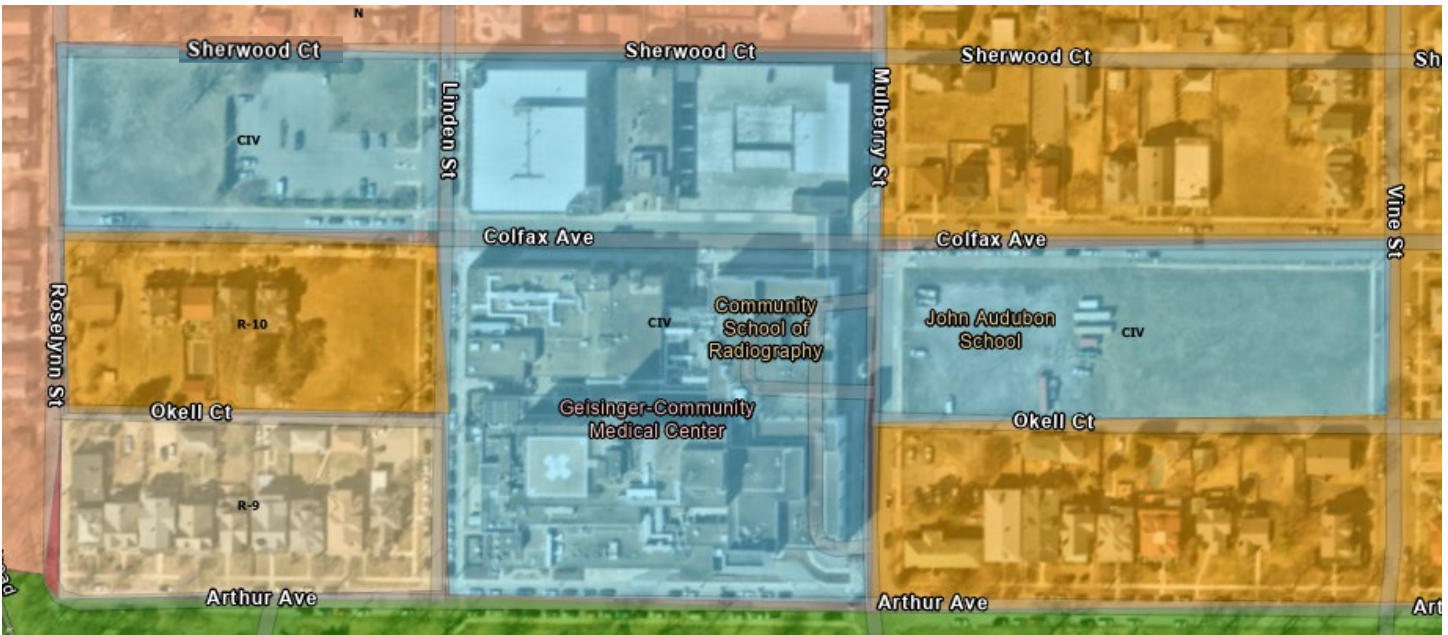 N
Sherwood Ct
Sherwood Ct
Sherwood Ct
Sh
Linden St
Mulberry St
CIV
Vine St
Colfax Ave
Colfax Ave
Roselynn St
R-10
CIV
Community
School of
Radiography
John Audubon
School
CIV
Okell Ct
Geisinger-Community
Medical Center
Okell Ct
R-9
Arthur Ave
Arthur Ave
Art